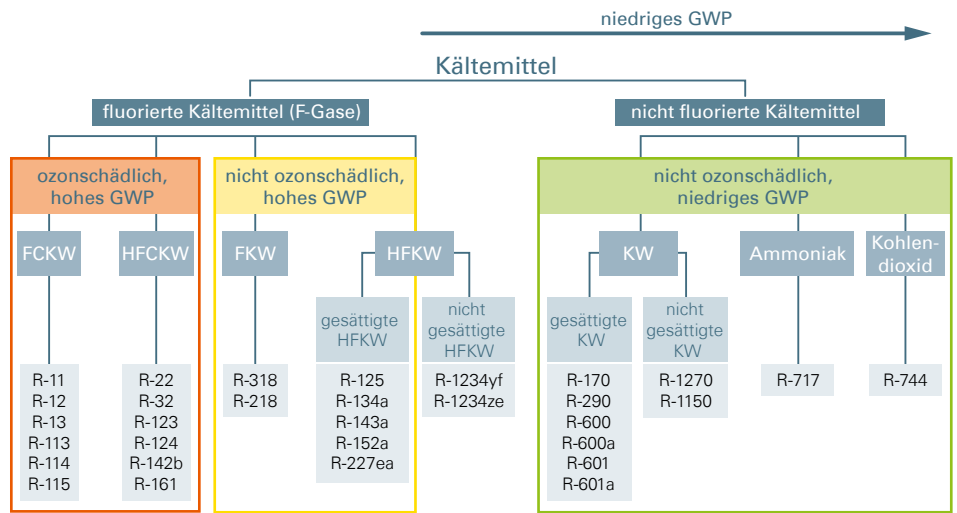 niedriges GWP
Kältemittel
fluorierte Kältemittel (F-Gase)
nicht fluorierte Kältemittel
ozonschädlich,
hohes GWP
nicht ozonschädlich,
hohes GWP
nicht ozonschädlich,
niedriges GWP
FCKW
HFCKW
FKW
HFKW
KW
Ammoniak
Kohlen-
dioxid
gesättigte
HFKW
nicht
gesättigte
HFKW
gesättigte
KW
nicht
gesättigte
KW
R-11
R-12
R-13
R-113
R-114
R-115
R-22
R-32
R-123
R-124
R-142b
R-161
R-318
R-218
R-125
R-134a
R-143a
R-152a
R-227ea
R-1234yf
R-1234ze
R-170
R-290
R-600
R-600a
R-601
R-601a
R-1270
R-1150
R-717
R-744